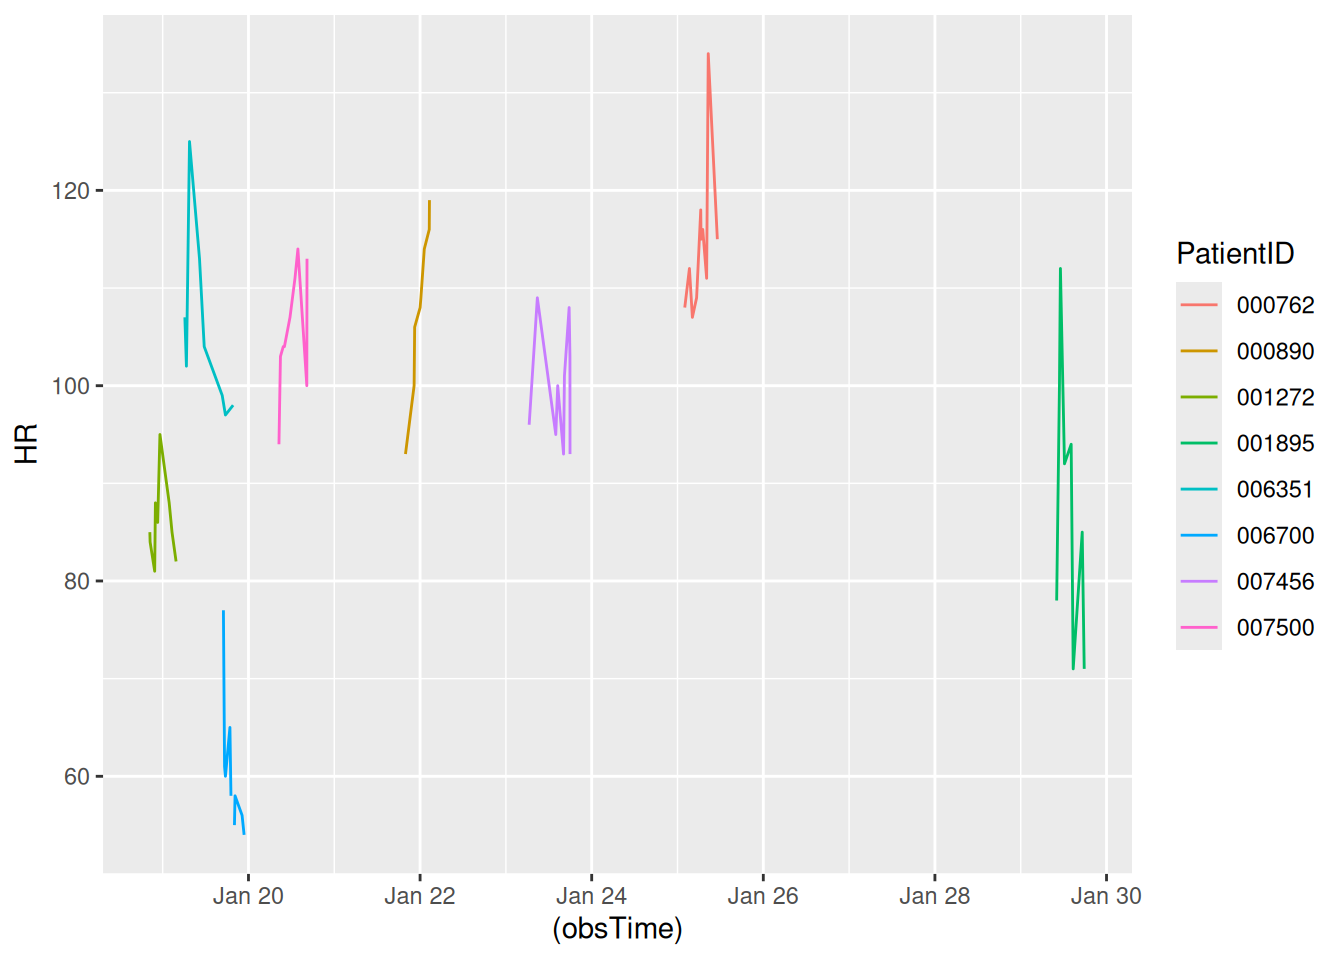 HR
120
100
80
60
Jan 20
Jan 22
Jan 24
Jan 26
Jan 28
Jan 30
(obsTime)
PatientID
000762
000890
001272
001895
006351
006700
007456
007500